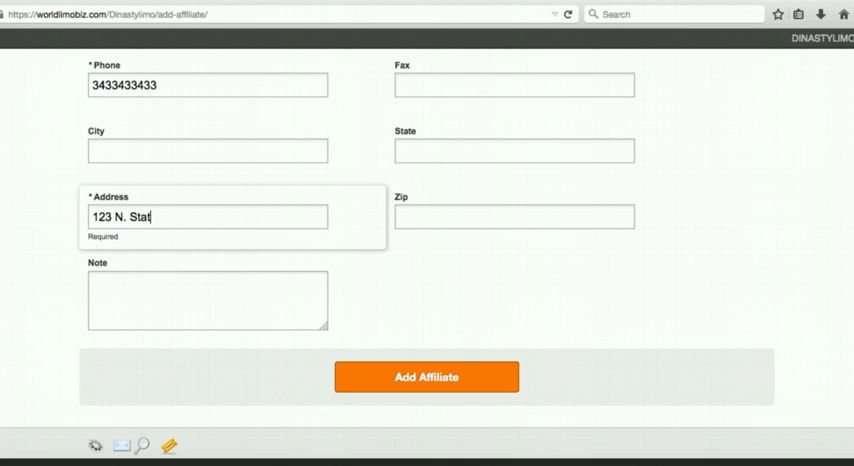 https://worldlimobiz.com/Dinastylimo/add-affiliate/
Search
DINASTYLIMO
* Phone
Fax
3433433433
City
State
* Address
Zip
123 N. Stat
Required
Note
Add Affiliate